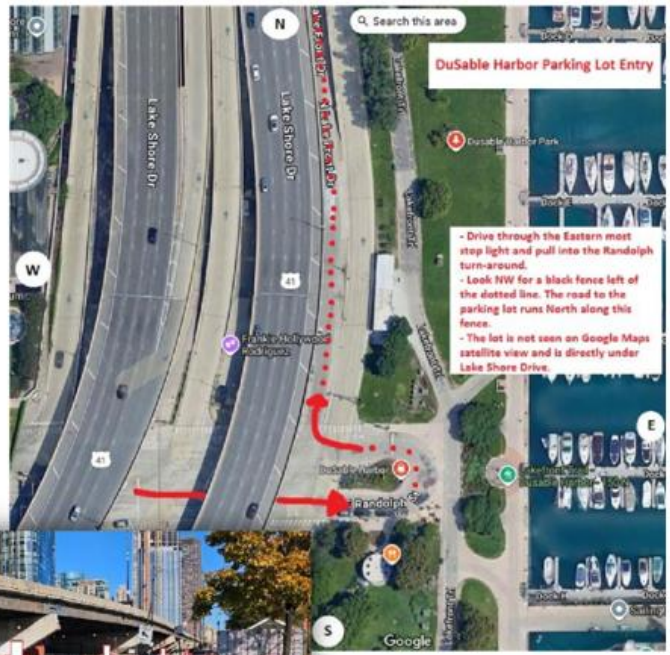 N
Search this area
DuSable Harbor Parking Lot Entry
Lake Shore Dr
Lake Shore Dr
Dusable Harbor Park
W
- Drive through the Eastern most
stop light and pull into the Randolph
turn-around.
- Look NW for a black fence left of
the dotted line. The road to the
parking lot runs North along this
fence.
- The lot is not seen on Google Maps
satellite view and is directly under
Lake Shore Drive.
41
Frankie Hollywood
Rodriguez
41
E
DuSable Harbor
Randolph
S
Google
Sailing